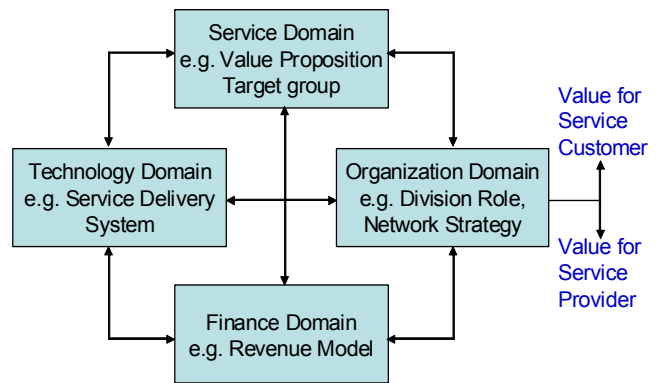 Service Domain
e.g. Value Proposition
Target group
Value for
Service
Customer
Technology Domain
e.g. Service Delivery
System
Organization Domain
e.g. Division Role,
Network Strategy
Value for
Service
Provider
Finance Domain
e.g. Revenue Model